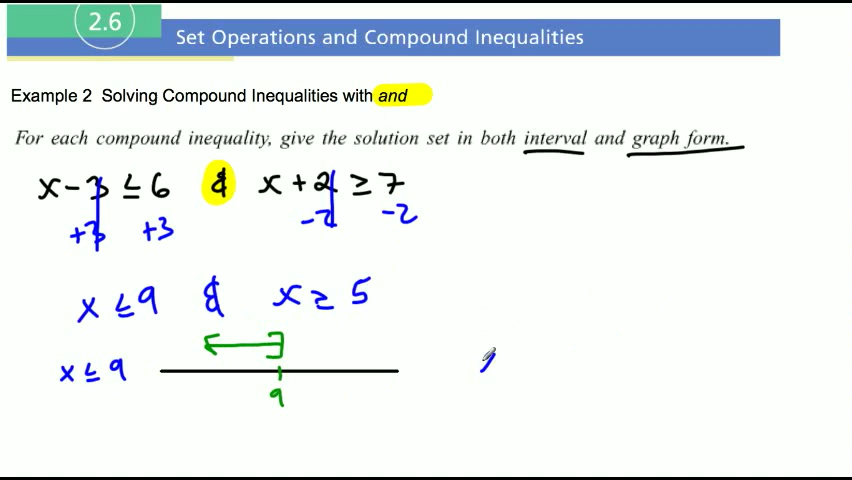 2.6
Set Operations and Compound Inequalities
Example 2 Solving Compound Inequalities with and
For each compound inequality, give the solution set in both interval and graph form.
x - 3 ≤ 6 & x + 2 ≥ 7
+3 +3 -2 -2
x ≤ 9 & x ≥ 5
x ≤ 9
9